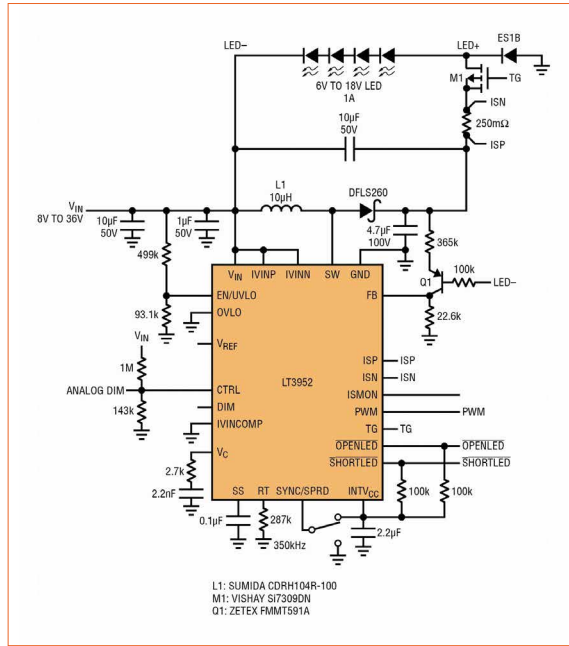 LED–
LED+
ES1B
M1
TG
6V TO 18V LED
1A
ISN
250mΩ
ISP
10µF
50V
L1
10µH
DFLS260
VIN
8V TO 36V
10µF
50V
1µF
50V
4.7µF
100V
365k
499k
Q1
100k
LED–
VIN
IVINP
IVINN
SW
GND
EN/UVLO
FB
93.1k
OVLO
22.6k
VIN
VREF
1M
ISP
ISP
LT3952
ISN
ISN
ANALOG DIM
CTRL
ISMON
143k
DIM
PWM
PWM
IVINCOMP
TG
TG
OPENLED
OPENLED
VC
SHORTLED
SHORTLED
2.7k
2.2nF
SS
RT
SYNC/SPRD
INTVCC
100k
100k
0.1µF
287k
350kHz
2.2µF
L1: SUMIDA CDRH104R-100
M1: VISHAY Si7309DN
Q1: ZETEX FMMT591A